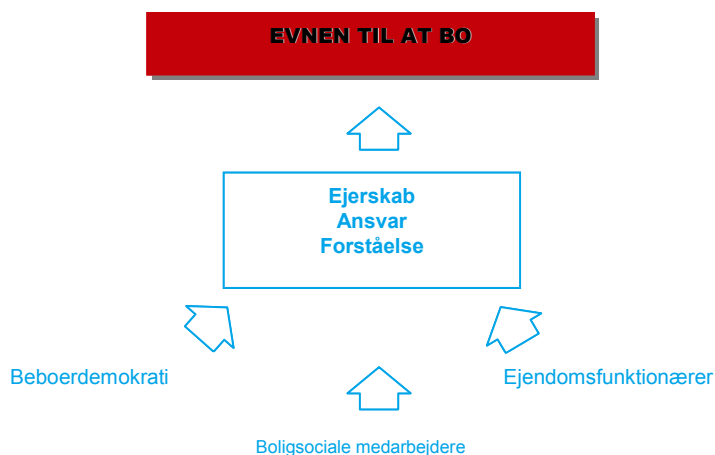 EVNEN TIL AT BO
Ejerskab
Ansvar
Forståelse
Beboerdemokrati
Ejendomsfunktionærer
Boligsociale medarbejdere